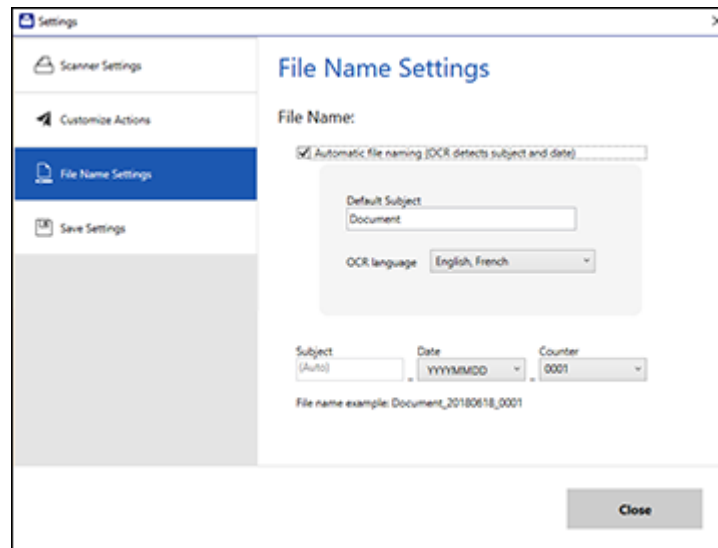 Settings
Scanner Settings
Customize Actions
File Name Settings
Save Settings
File Name Settings
File Name:
Automatic file naming (OCR detects subject and date)
Default Subject
Document
OCR language English, French
Subject Date Counter
(Auto) _ YYYYMMDD _ 0001
File name example: Document_20180618_0001
Close